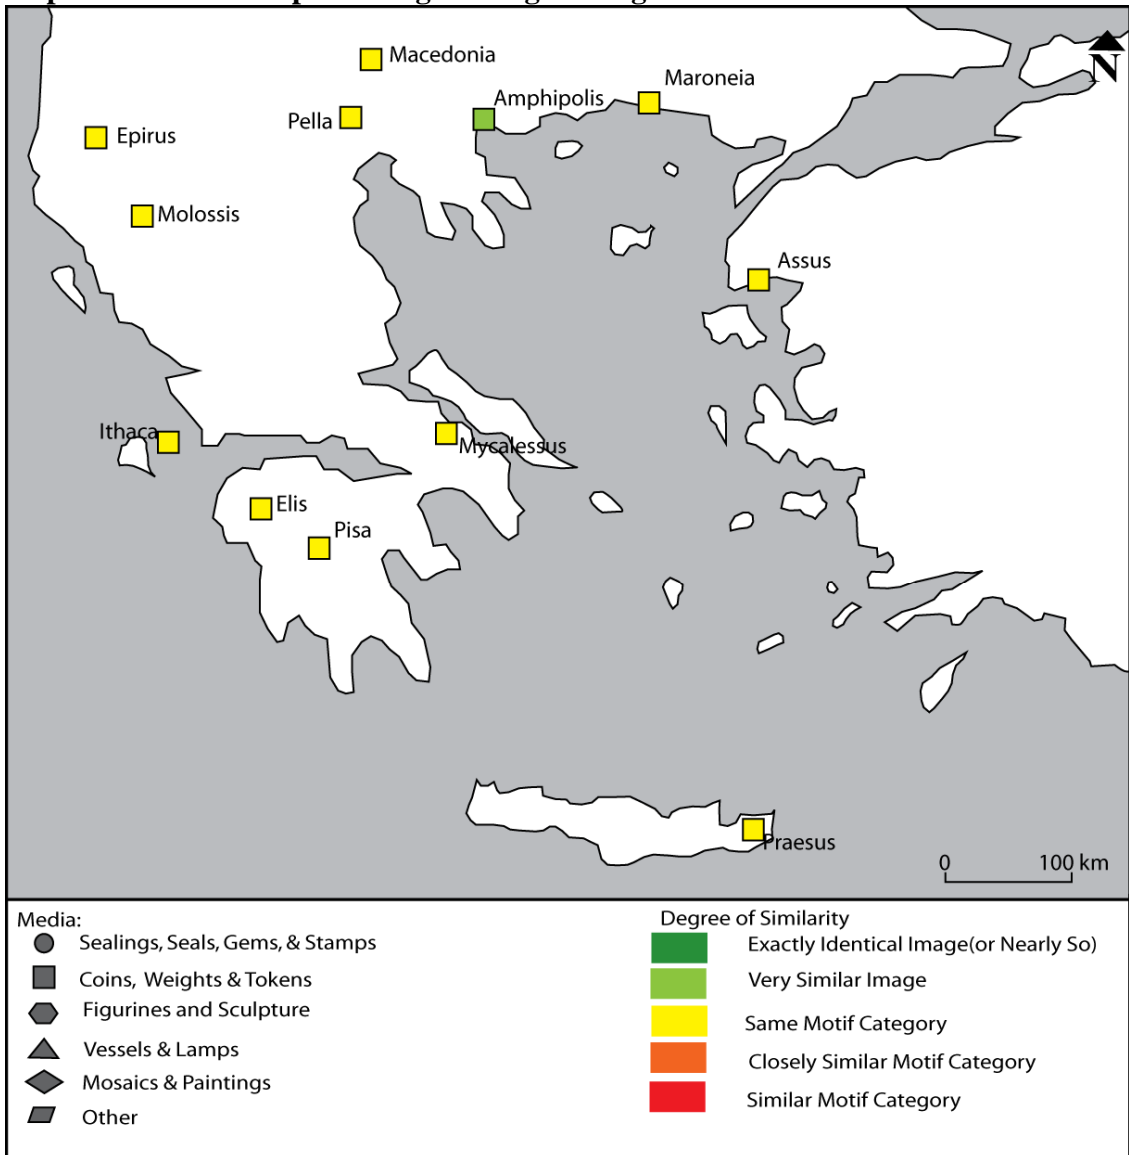 Macedonia
Maroneia
Amphipolis
Pella
Epirus
Molossis
Assus
Ithaca
Mycalessus
Elis
Pisa
Praesus
N
0 100 km
Media:
Sealings, Seals, Gems, & Stamps
Coins, Weights & Tokens
Figurines and Sculpture
Vessels & Lamps
Mosaics & Paintings
Other
Degree of Similarity
Exactly Identical Image(or Nearly So)
Very Similar Image
Same Motif Category
Closely Similar Motif Category
Similar Motif Category